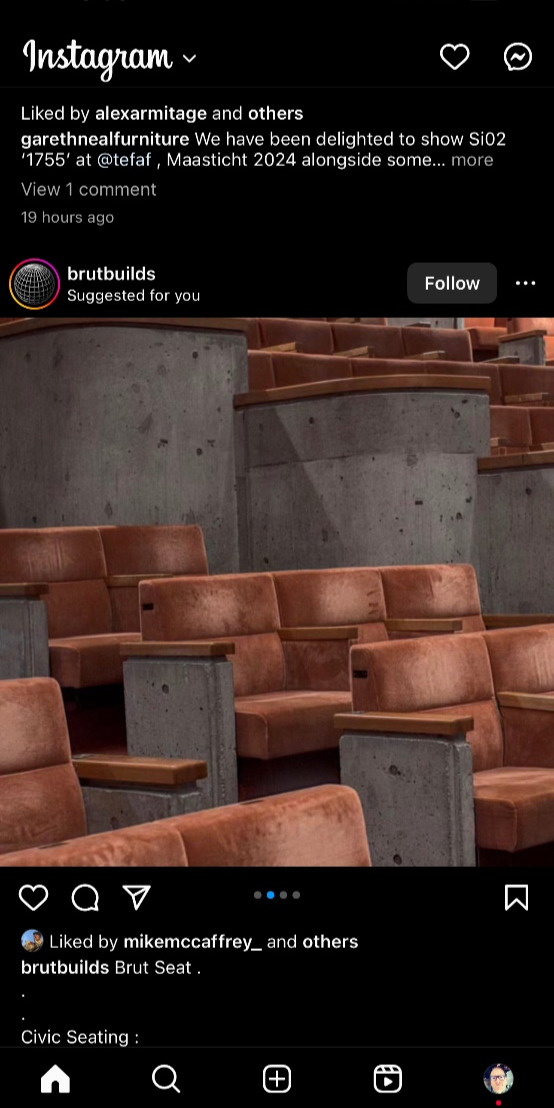 Instagram
Liked by alexarmitage and others
garethnealfurniture We have been delighted to show Si02
‘1755’ at @tefaf , Maasticht 2024 alongside some... more
View 1 comment
19 hours ago
brutbuilds
Suggested for you
Follow
Liked by mikemccaffrey_ and others
brutbuilds Brut Seat .
.
.
Civic Seating :